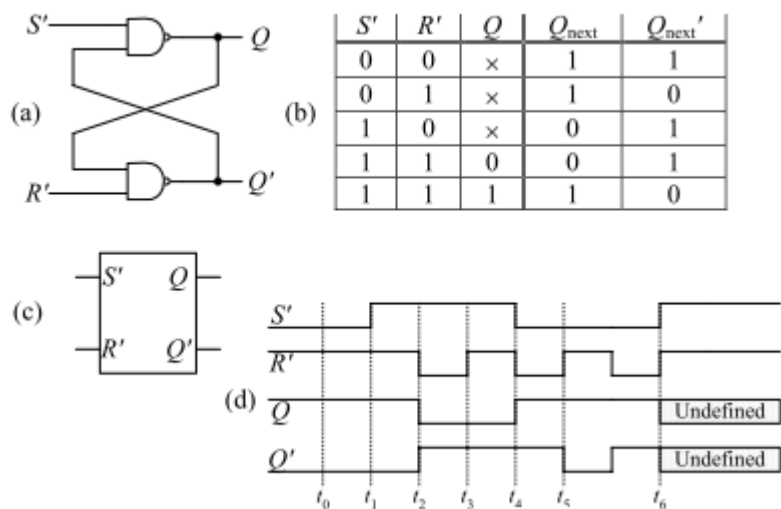 S' Q
(a)
R' Q'
(b)
S' R' Q Qnext Qnext'
0 0 × 1 1
0 1 × 1 0
1 0 × 0 1
1 1 0 0 1
1 1 1 1 0
(c)
S' Q
R' Q'
(d)
S'
R'
Q Undefined
Q' Undefined
t0 t1 t2 t3 t4 t5 t6